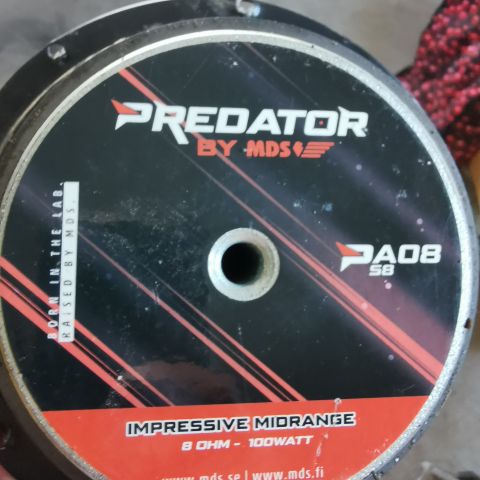 PREDATOR
BY MDS
PA08
S8
BORN IN THE LAB.
RAISED BY MDS.
IMPRESSIVE MIDRANGE
8 OHM - 100WATT
www.mds.se | www.mds.fi